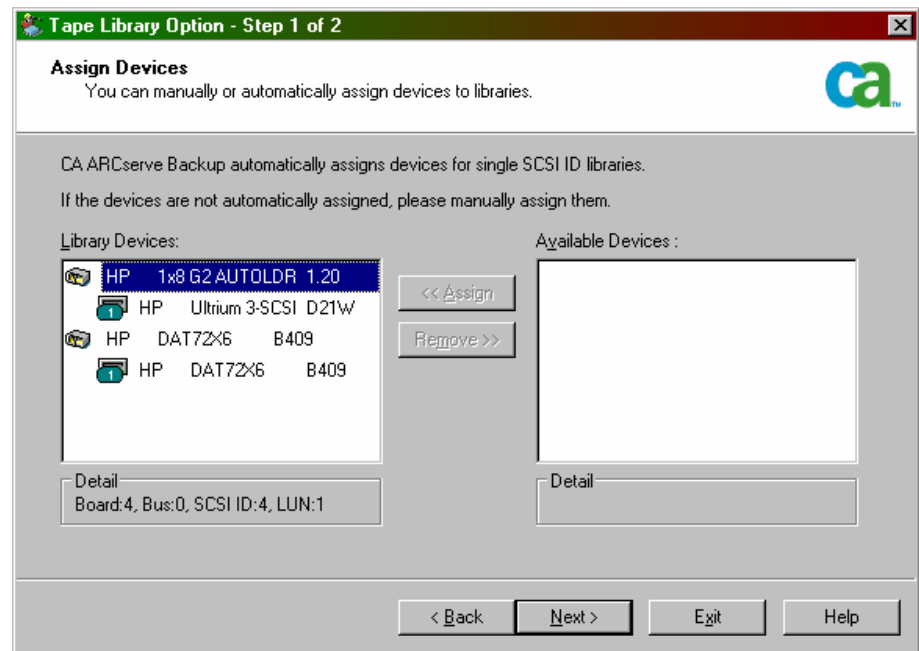 Tape Library Option - Step 1 of 2
Assign Devices
You can manually or automatically assign devices to libraries.
ca TM
CA ARCserve Backup automatically assigns devices for single SCSI ID libraries.
If the devices are not automatically assigned, please manually assign them.
Library Devices:
Available Devices :
HP 1x8 G2 AUTOLDR 1.20
1 HP Ultrium 3-SCSI D21W
HP DAT72X6 B409
1 HP DAT72X6 B409
<< Assign
Remove >>
Detail
Board:4, Bus:0, SCSI ID:4, LUN:1
Detail
< Back
Next >
Exit
Help